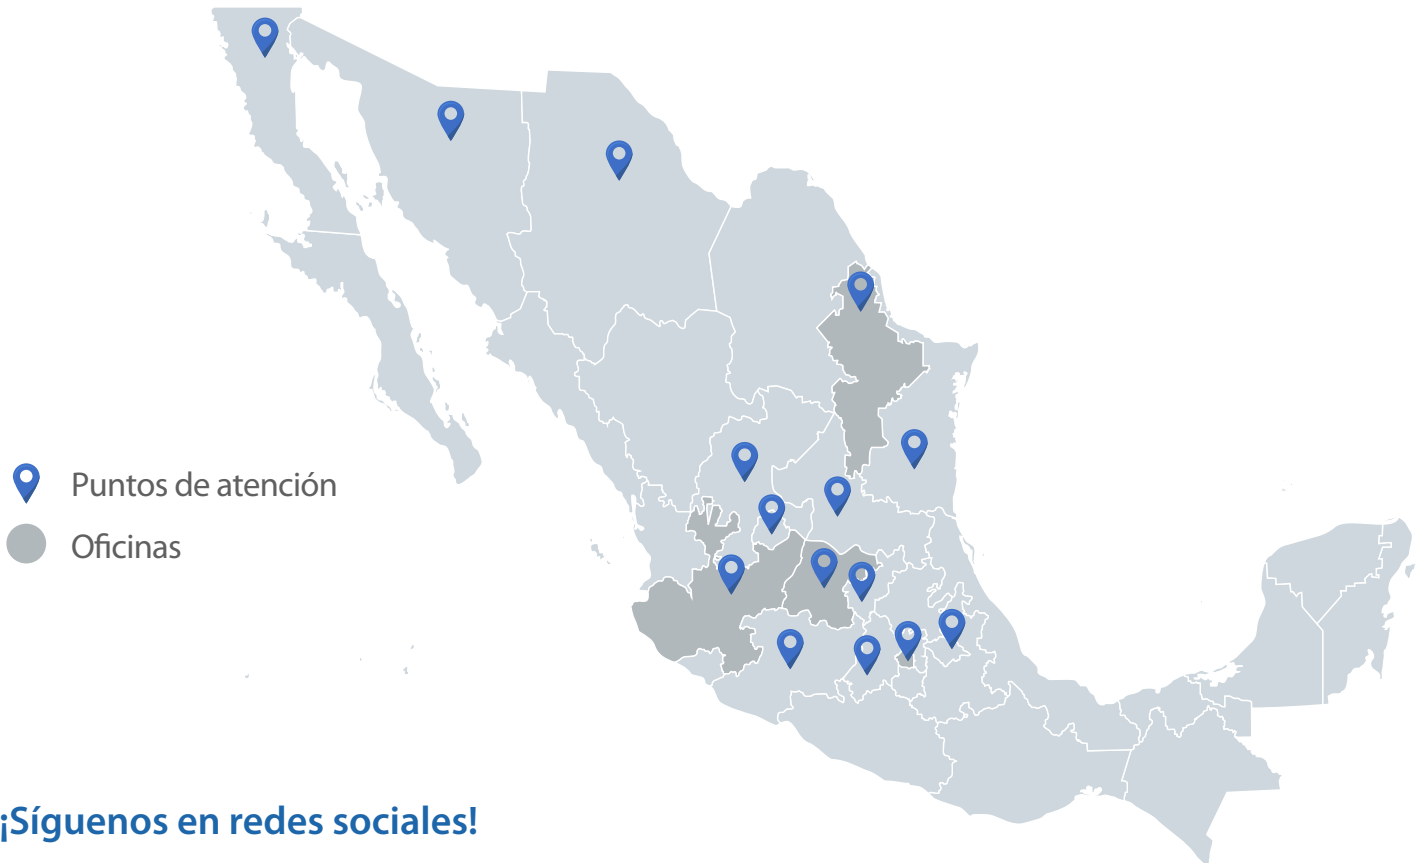 Puntos de atención
Oficinas
¡Síguenos en redes sociales!